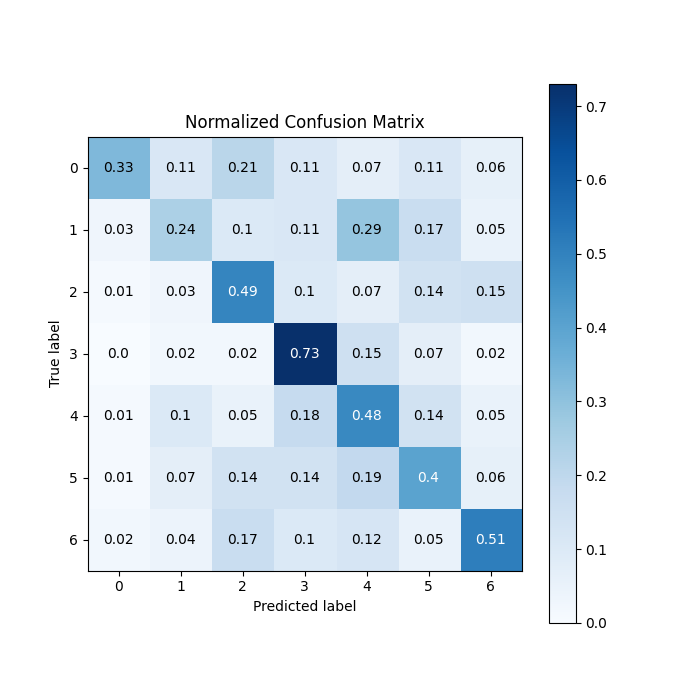 Normalized Confusion Matrix
0 0.33 0.11 0.21 0.11 0.07 0.11 0.06
1 0.03 0.24 0.1 0.11 0.29 0.17 0.05
2 0.01 0.03 0.49 0.1 0.07 0.14 0.15
3 0.0 0.02 0.02 0.73 0.15 0.07 0.02
4 0.01 0.1 0.05 0.18 0.48 0.14 0.05
5 0.01 0.07 0.14 0.14 0.19 0.4 0.06
6 0.02 0.04 0.17 0.1 0.12 0.05 0.51
0 1 2 3 4 5 6
Predicted label
True label
0.7
0.6
0.5
0.4
0.3
0.2
0.1
0.0